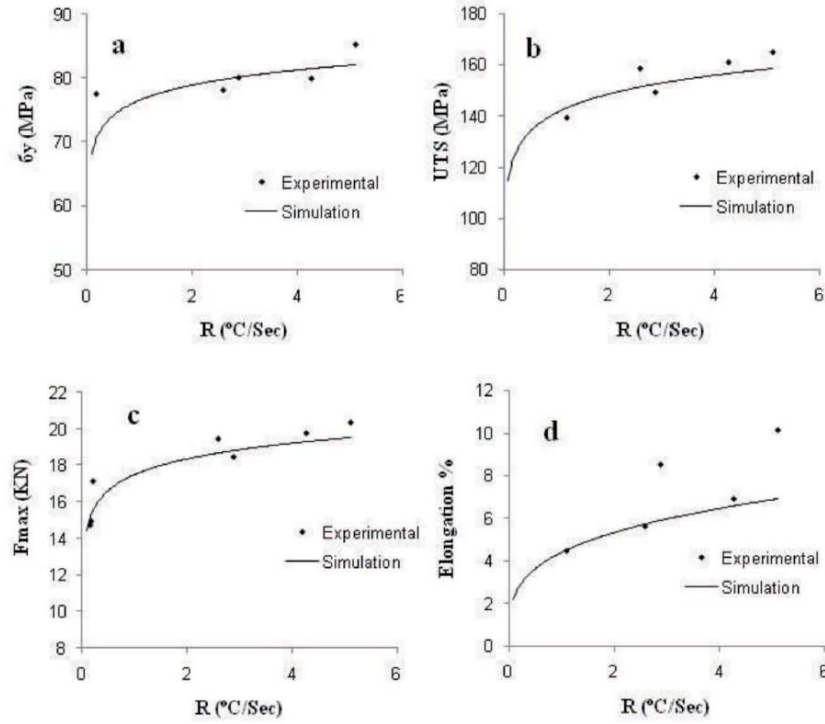 a
90
80
70
60
50
0 2 4 6
бy (MPa)
R (ºC/Sec)
Experimental
Simulation
b
180
160
140
120
100
80
0 2 4 6
UTS (MPa)
R (ºC/Sec)
Experimental
Simulation
c
22
20
18
16
14
12
10
8
0 2 4 6
Fmax (KN)
R (ºC/Sec)
Experimental
Simulation
d
12
10
8
6
4
2
0
0 2 4 6
Elongation %
R (ºC/Sec)
Experimental
Simulation